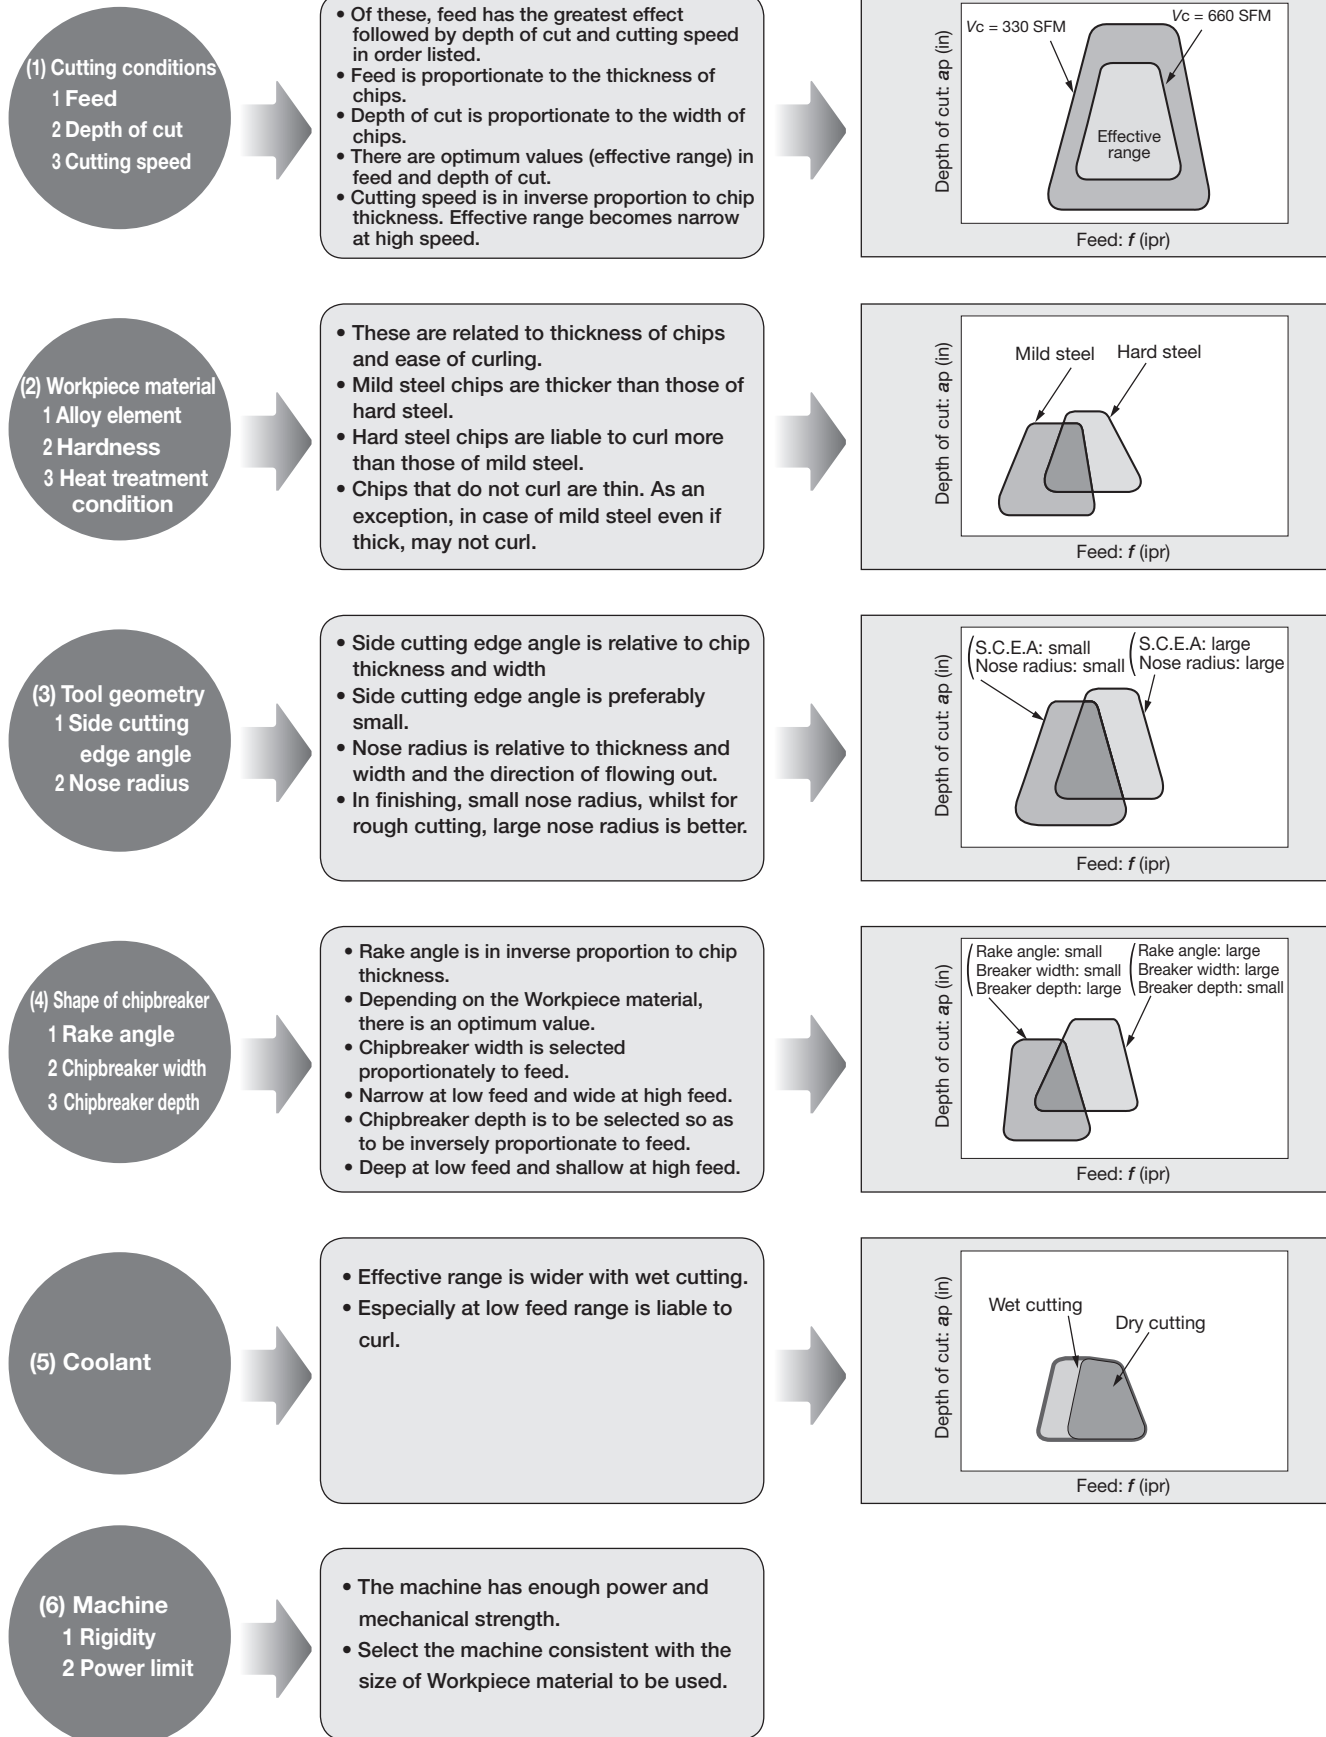 (1) Cutting conditions
1 Feed
2 Depth of cut
3 Cutting speed
• Of these, feed has the greatest effect
followed by depth of cut and cutting speed
in order listed.
• Feed is proportionate to the thickness of
chips.
• Depth of cut is proportionate to the width of
chips.
• There are optimum values (effective range) in
feed and depth of cut.
• Cutting speed is in inverse proportion to chip
thickness. Effective range becomes narrow
at high speed.
Depth of cut: ap (in)
Vc = 330 SFM
Vc = 660 SFM
Effective
range
Feed: f (ipr)
(2) Workpiece material
1 Alloy element
2 Hardness
3 Heat treatment
condition
• These are related to thickness of chips
and ease of curling.
• Mild steel chips are thicker than those of
hard steel.
• Hard steel chips are liable to curl more
than those of mild steel.
• Chips that do not curl are thin. As an
exception, in case of mild steel even if
thick, may not curl.
Depth of cut: ap (in)
Mild steel
Hard steel
Feed: f (ipr)
(3) Tool geometry
1 Side cutting
edge angle
2 Nose radius
• Side cutting edge angle is relative to chip
thickness and width
• Side cutting edge angle is preferably
small.
• Nose radius is relative to thickness and
width and the direction of flowing out.
• In finishing, small nose radius, whilst for
rough cutting, large nose radius is better.
Depth of cut: ap (in)
(S.C.E.A: small
Nose radius: small
(S.C.E.A: large
Nose radius: large
Feed: f (ipr)
(4) Shape of chipbreaker
1 Rake angle
2 Chipbreaker width
3 Chipbreaker depth
• Rake angle is in inverse proportion to chip
thickness.
• Depending on the Workpiece material,
there is an optimum value.
• Chipbreaker width is selected
proportionately to feed.
• Narrow at low feed and wide at high feed.
• Chipbreaker depth is to be selected so as
to be inversely proportionate to feed.
• Deep at low feed and shallow at high feed.
Depth of cut: ap (in)
(Rake angle: small
Breaker width: small
Breaker depth: large
(Rake angle: large
Breaker width: large
Breaker depth: small
Feed: f (ipr)
(5) Coolant
• Effective range is wider with wet cutting.
• Especially at low feed range is liable to
curl.
Depth of cut: ap (in)
Wet cutting
Dry cutting
Feed: f (ipr)
(6) Machine
1 Rigidity
2 Power limit
• The machine has enough power and
mechanical strength.
• Select the machine consistent with the
size of Workpiece material to be used.